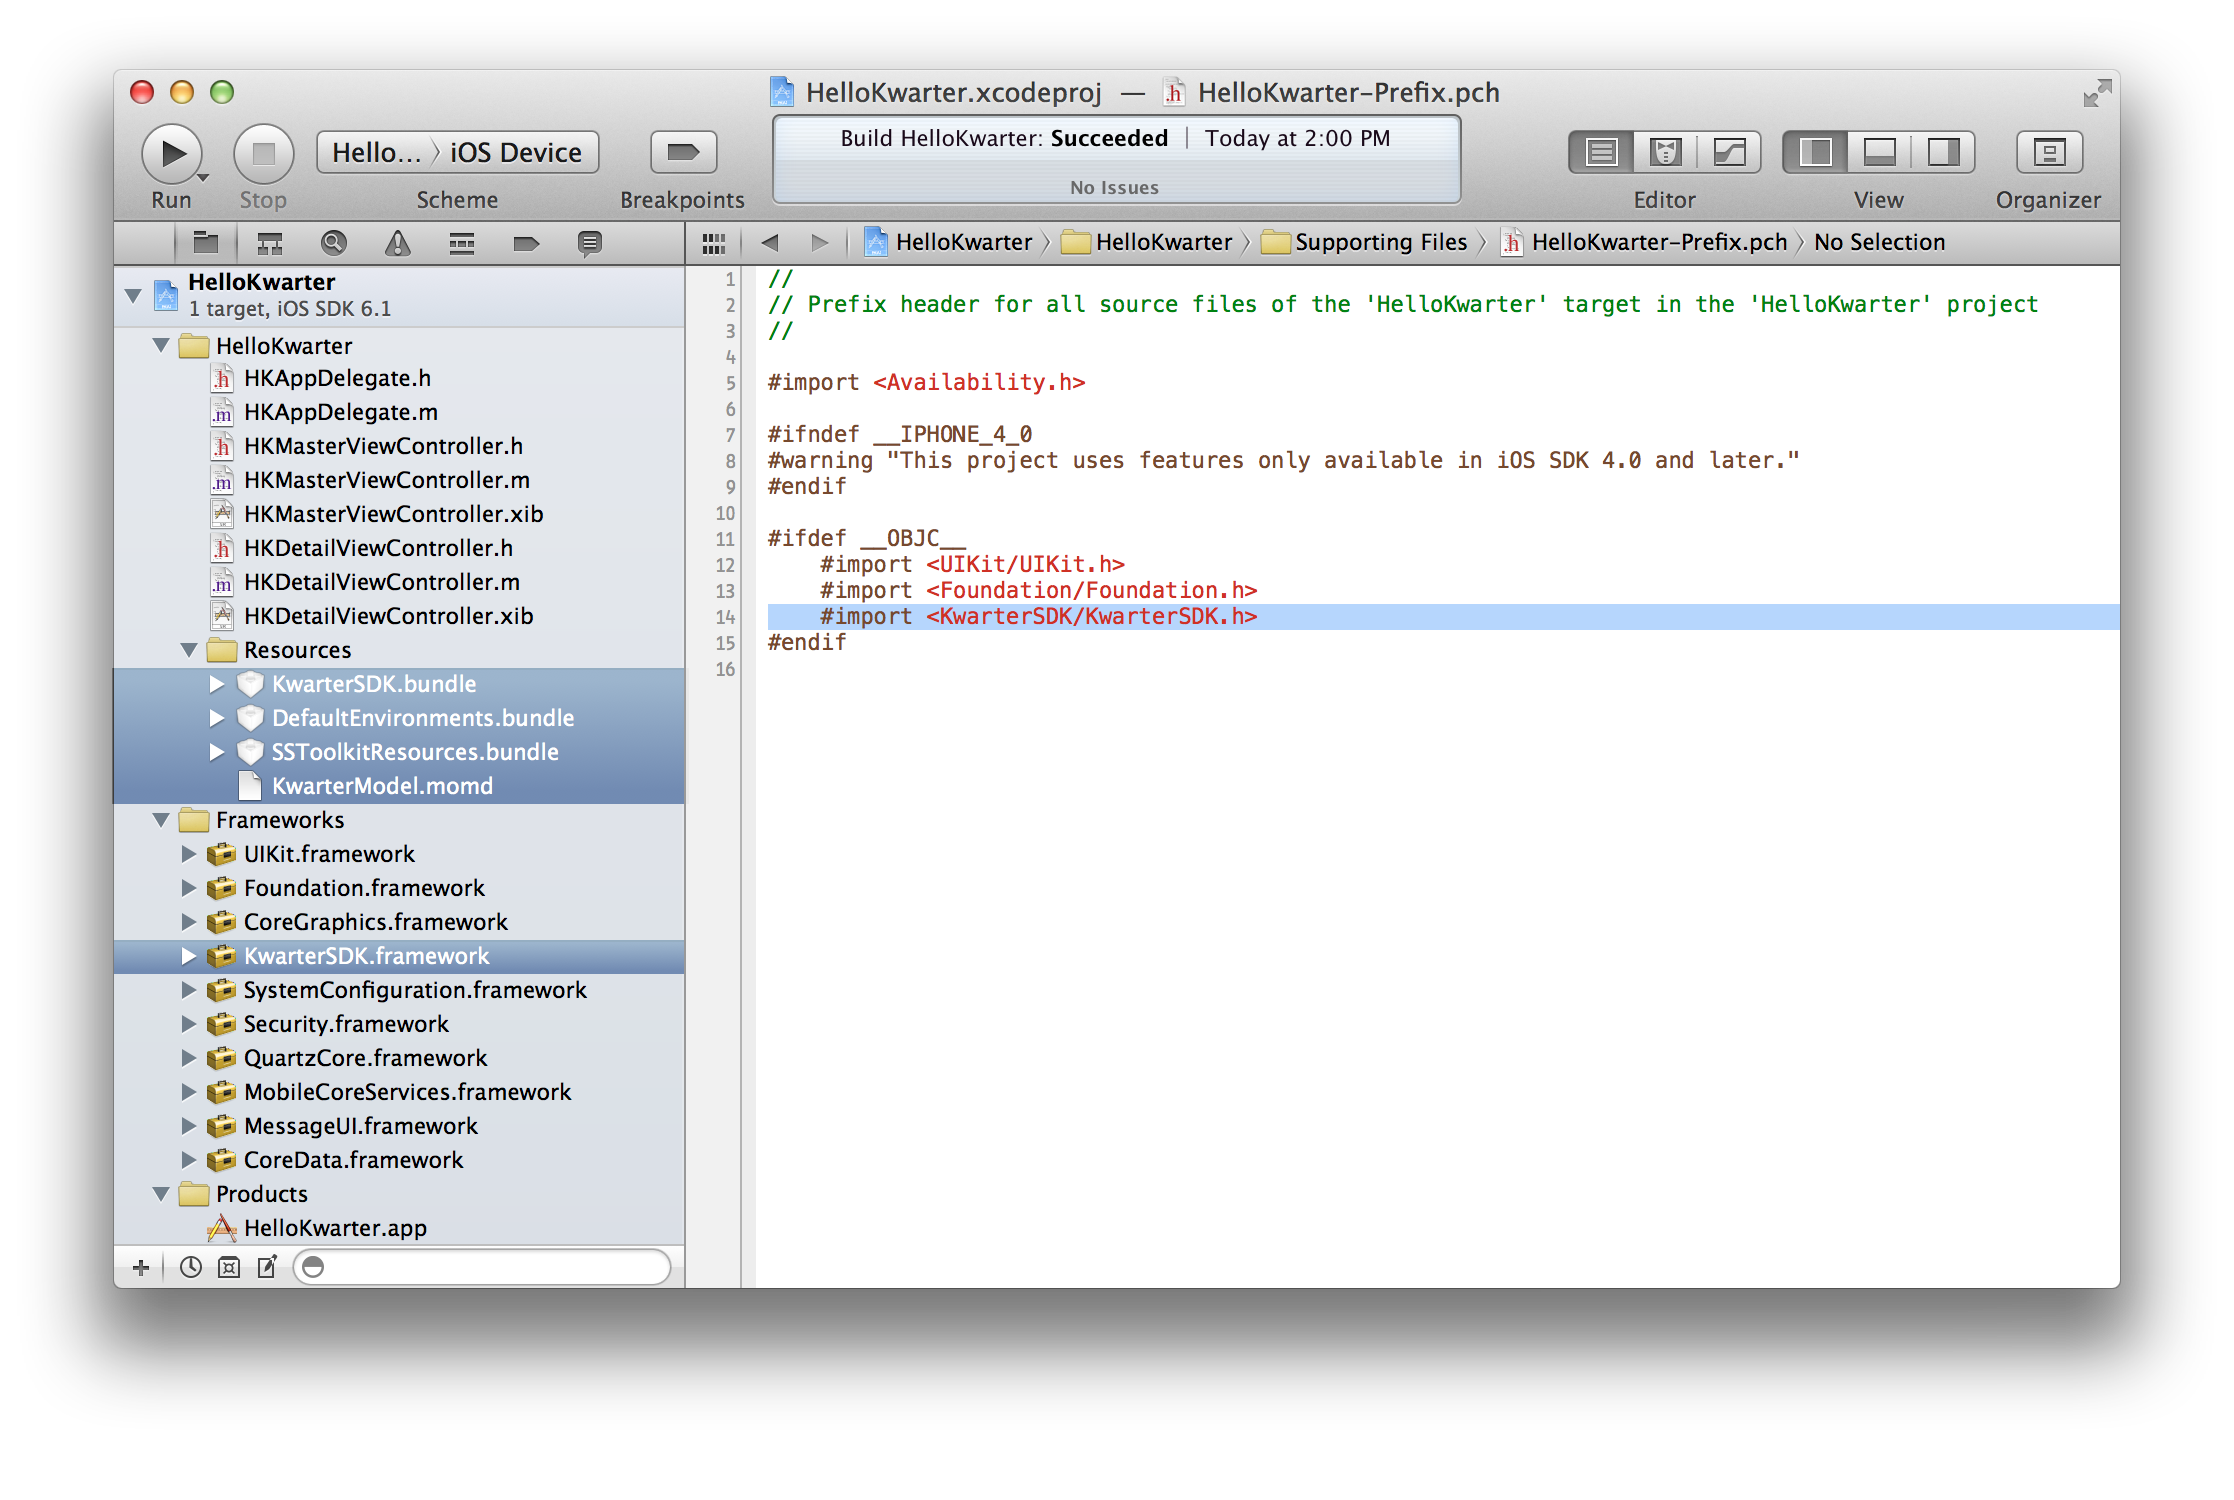 HelloKwarter.xcodeproj — HelloKwarter-Prefix.pch
Hello... iOS Device
Build HelloKwarter: Succeeded | Today at 2:00 PM
No Issues
Run Stop Scheme Breakpoints Editor View Organizer
HelloKwarter HelloKwarter Supporting Files HelloKwarter-Prefix.pch No Selection
HelloKwarter
1 target, iOS SDK 6.1
HelloKwarter
HKAppDelegate.h
HKAppDelegate.m
HKMasterViewController.h
HKMasterViewController.m
HKMasterViewController.xib
HKDetailViewController.h
HKDetailViewController.m
HKDetailViewController.xib
Resources
KwarterSDK.bundle
DefaultEnvironments.bundle
SSToolkitResources.bundle
KwarterModel.momd
Frameworks
UIKit.framework
Foundation.framework
CoreGraphics.framework
KwarterSDK.framework
SystemConfiguration.framework
Security.framework
QuartzCore.framework
MobileCoreServices.framework
MessageUI.framework
CoreData.framework
Products
HelloKwarter.app
1 //
2 // Prefix header for all source files of the 'HelloKwarter' target in the 'HelloKwarter' project
3 //
4
5 #import <Availability.h>
6
7 #ifndef __IPHONE_4_0
8 #warning "This project uses features only available in iOS SDK 4.0 and later."
9 #endif
10
11 #ifdef __OBJC__
12 #import <UIKit/UIKit.h>
13 #import <Foundation/Foundation.h>
14 #import <KwarterSDK/KwarterSDK.h>
15 #endif
16